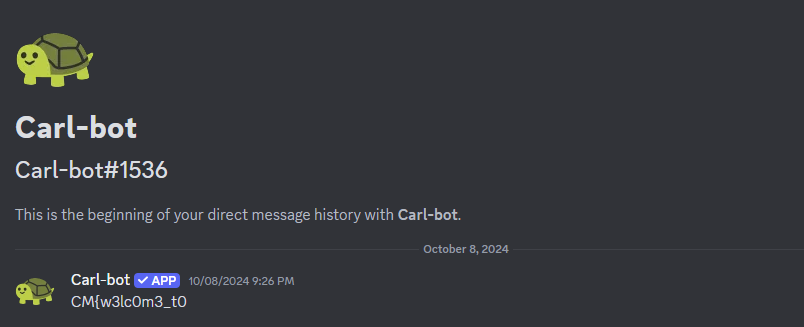 Carl-bot
Carl-bot#1536
This is the beginning of your direct message history with Carl-bot.
October 8, 2024
Carl-bot ✓ APP 10/08/2024 9:26 PM
CM{w3lc0m3_t0